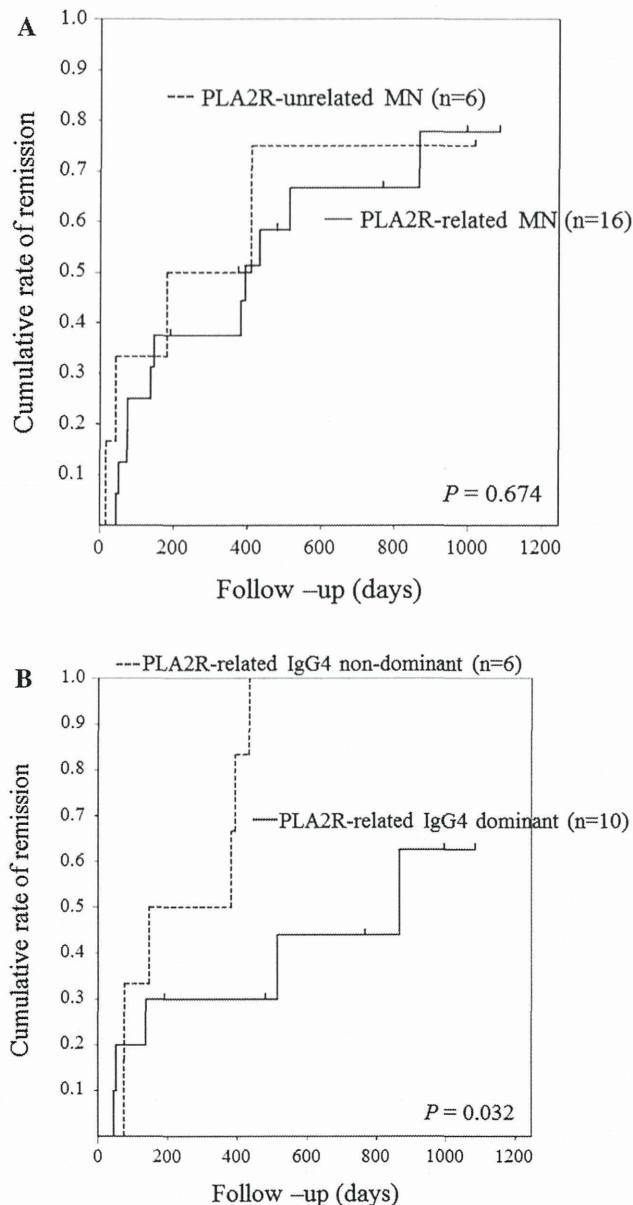 A
1.0
0.9
0.8
0.7
0.6
0.5
0.4
0.3
0.2
0.1
Cumulative rate of remission
PLA2R-unrelated MN (n=6)
PLA2R-related MN (n=16)
P = 0.674
0 200 400 600 800 1000 1200
Follow –up (days)
B
PLA2R-related IgG4 non-dominant (n=6)
1.0
0.9
0.8
0.7
0.6
0.5
0.4
0.3
0.2
0.1
Cumulative rate of remission
PLA2R-related IgG4 dominant (n=10)
P = 0.032
0 200 400 600 800 1000 1200
Follow –up (days)